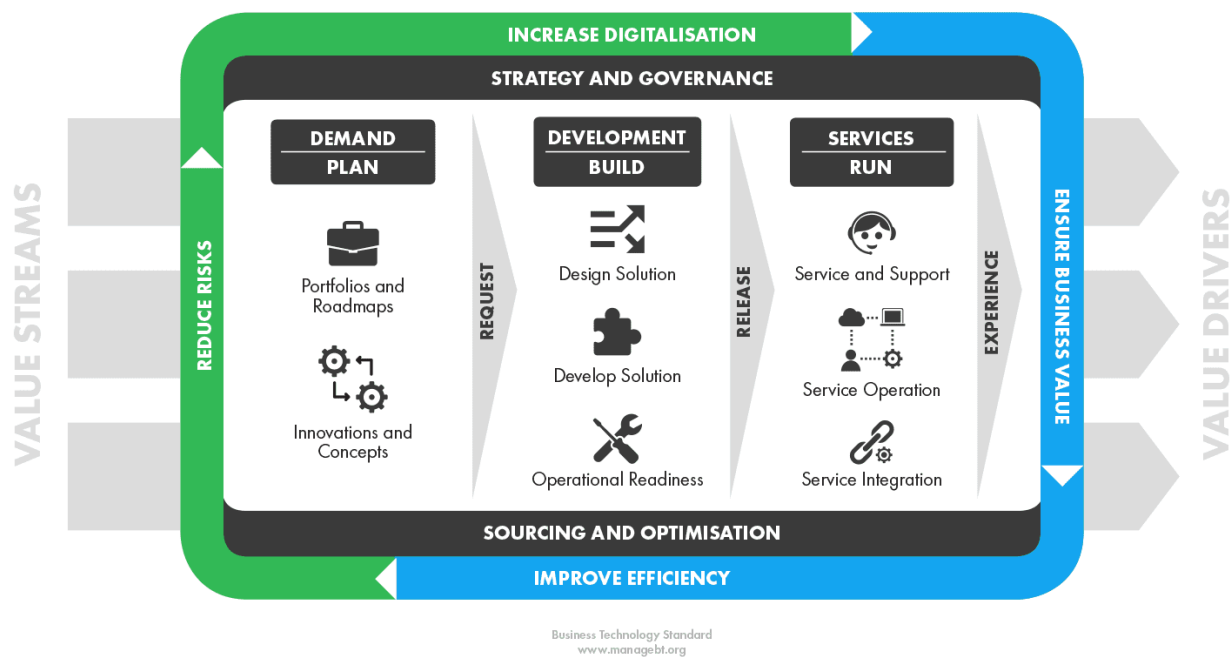 INCREASE DIGITALISATION
STRATEGY AND GOVERNANCE
VALUE STREAMS
REDUCE RISKS
DEMAND
PLAN
Portfolios and
Roadmaps
Innovations and
Concepts
REQUEST
DEVELOPMENT
BUILD
Design Solution
Develop Solution
Operational Readiness
RELEASE
SERVICES
RUN
Service and Support
Service Operation
Service Integration
EXPERIENCE
ENSURE BUSINESS VALUE
VALUE DRIVERS
SOURCING AND OPTIMISATION
IMPROVE EFFICIENCY
Business Technology Standard
www.managebt.org